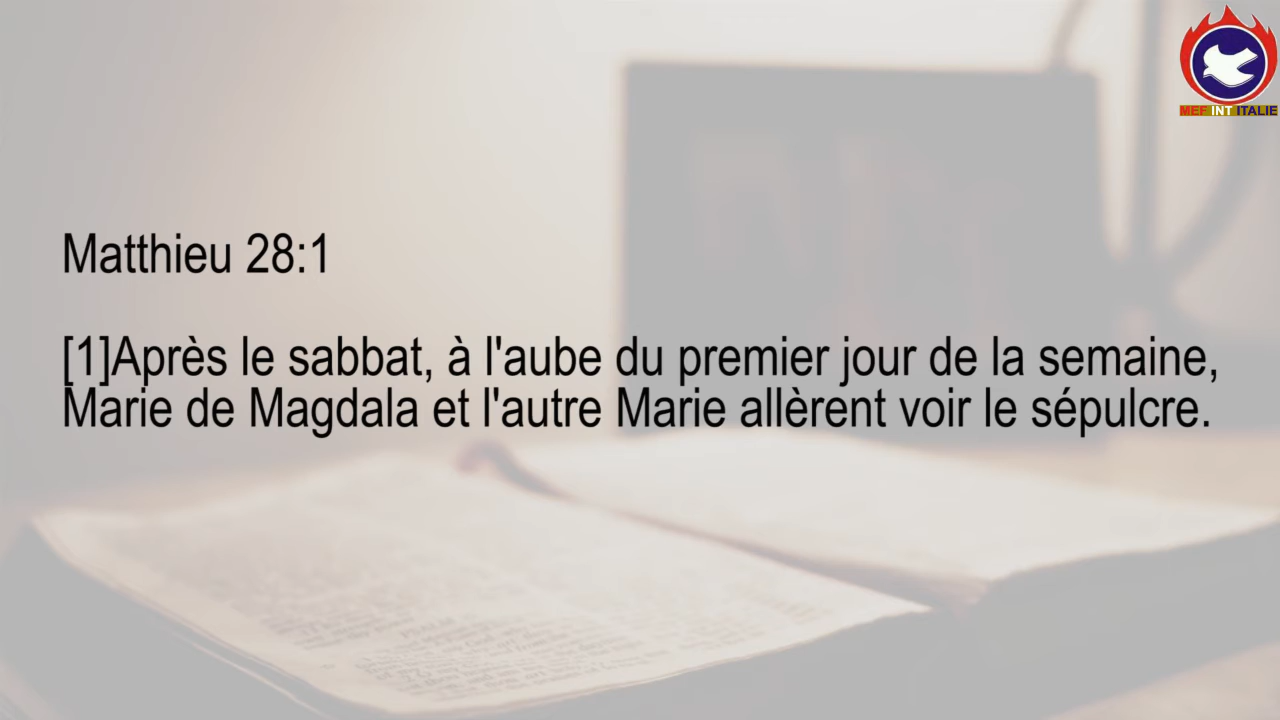 MEF INT ITALIE
Matthieu 28:1
[1]Après le sabbat, à l'aube du premier jour de la semaine,
Marie de Magdala et l'autre Marie allèrent voir le sépulcre.